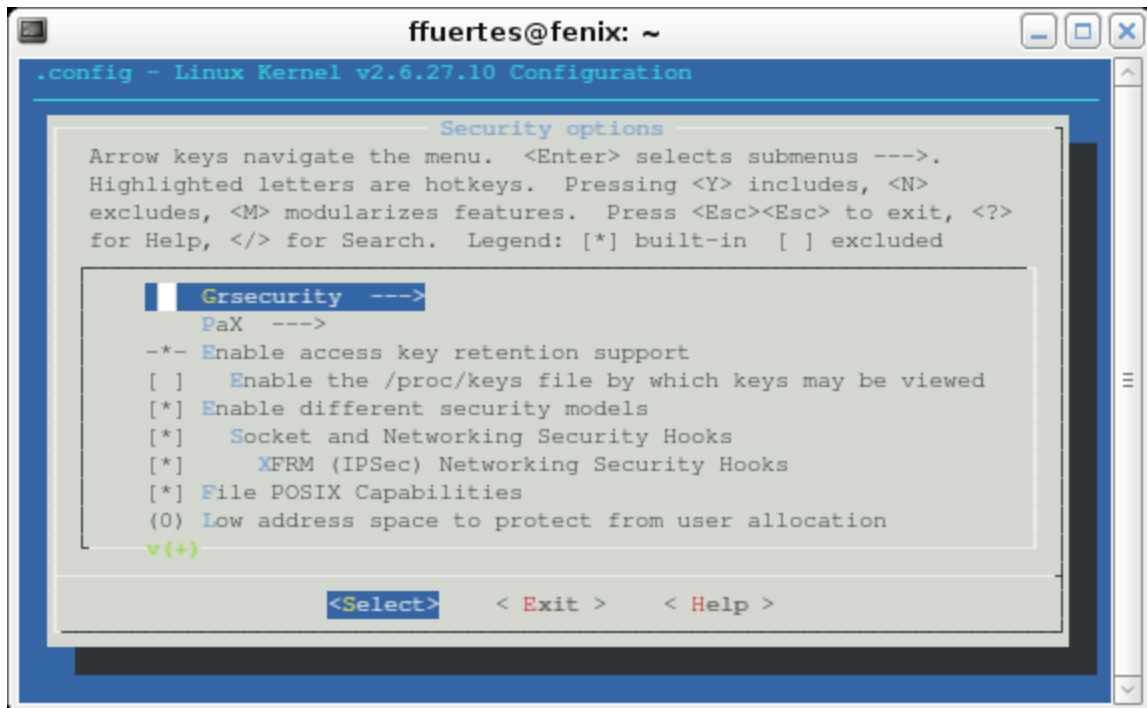 ffuertes@fenix: ~
.config - Linux Kernel v2.6.27.10 Configuration
Security options
Arrow keys navigate the menu.  <Enter> selects submenus --->.
Highlighted letters are hotkeys.  Pressing <Y> includes, <N>
excludes, <M> modularizes features.  Press <Esc><Esc> to exit, <?>
for Help, </> for Search.  Legend: [*] built-in  [ ] excluded
Grsecurity  --->
PaX  --->
-*- Enable access key retention support
[ ]   Enable the /proc/keys file by which keys may be viewed
[*] Enable different security models
[*]   Socket and Networking Security Hooks
[*]     XFRM (IPSec) Networking Security Hooks
[*] File POSIX Capabilities
(0) Low address space to protect from user allocation
v(+)
<Select>    < Exit >    < Help >